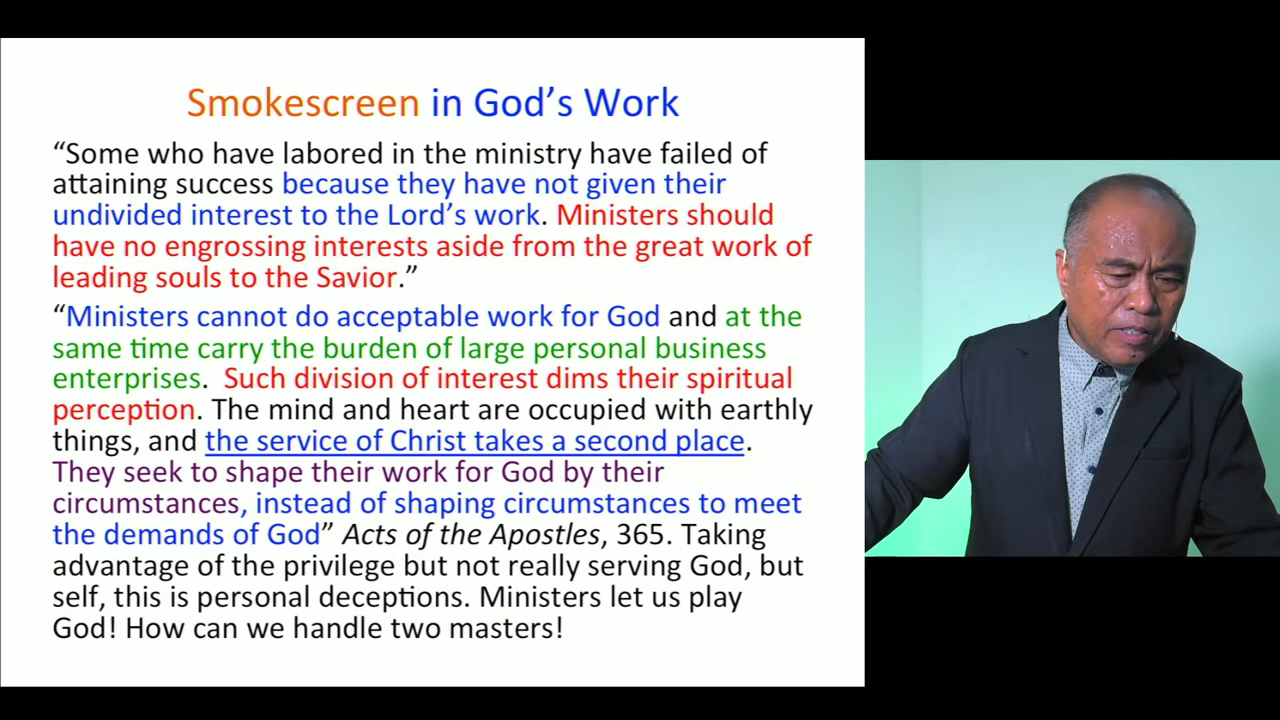 Smokescreen in God’s Work
“Some who have labored in the ministry have failed of
attaining success because they have not given their
undivided interest to the Lord’s work. Ministers should
have no engrossing interests aside from the great work of
leading souls to the Savior.”
“Ministers cannot do acceptable work for God and at the
same time carry the burden of large personal business
enterprises.  Such division of interest dims their spiritual
perception. The mind and heart are occupied with earthly
things, and the service of Christ takes a second place.
They seek to shape their work for God by their
circumstances, instead of shaping circumstances to meet
the demands of God” Acts of the Apostles, 365. Taking
advantage of the privilege but not really serving God, but
self, this is personal deceptions. Ministers let us play
God! How can we handle two masters!